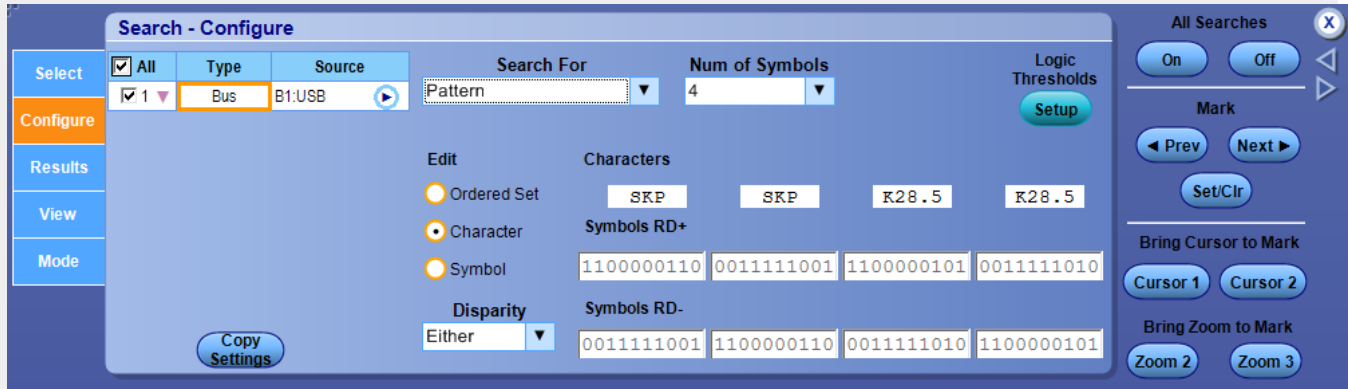 Search - Configure
Select
Configure
Results
View
Mode
All Type Source
1 Bus B1:USB
Copy
Settings
Search For
Pattern
Num of Symbols
4
Logic
Thresholds
Setup
Edit
Ordered Set
Character
Symbol
Disparity
Either
Characters
SKP SKP K28.5 K28.5
Symbols RD+
1100000110 0011111001 1100000101 0011111010
Symbols RD-
0011111001 1100000110 0011111010 1100000101
All Searches
X
On Off
Mark
◄ Prev Next ►
Set/Clr
Bring Cursor to Mark
Cursor 1 Cursor 2
Bring Zoom to Mark
Zoom 2 Zoom 3